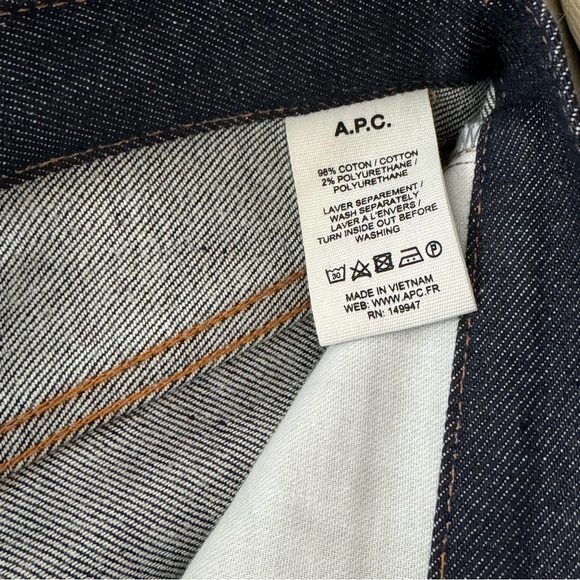 A.P.C.
98% COTON / COTTON
2% POLYURETHANE /
POLYURETHANE
LAVER SEPAREMENT /
WASH SEPARATELY
LAVER A L'ENVERS /
TURN INSIDE OUT BEFORE
WASHING
30 P
MADE IN VIETNAM
WEB: WWW.APC.FR
RN: 149947